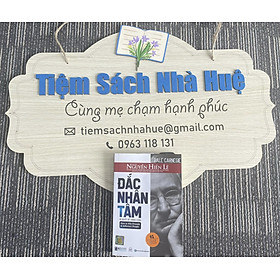 Tiệm Sách Nhà Huệ
Cùng mẹ chạm hạnh phúc
tiemsachnhahue@gmail.com
0963 118 131
DALE CARNEGIE
NGUYỄN HIẾN LÊ
ĐẮC
NHÂN
TÂM